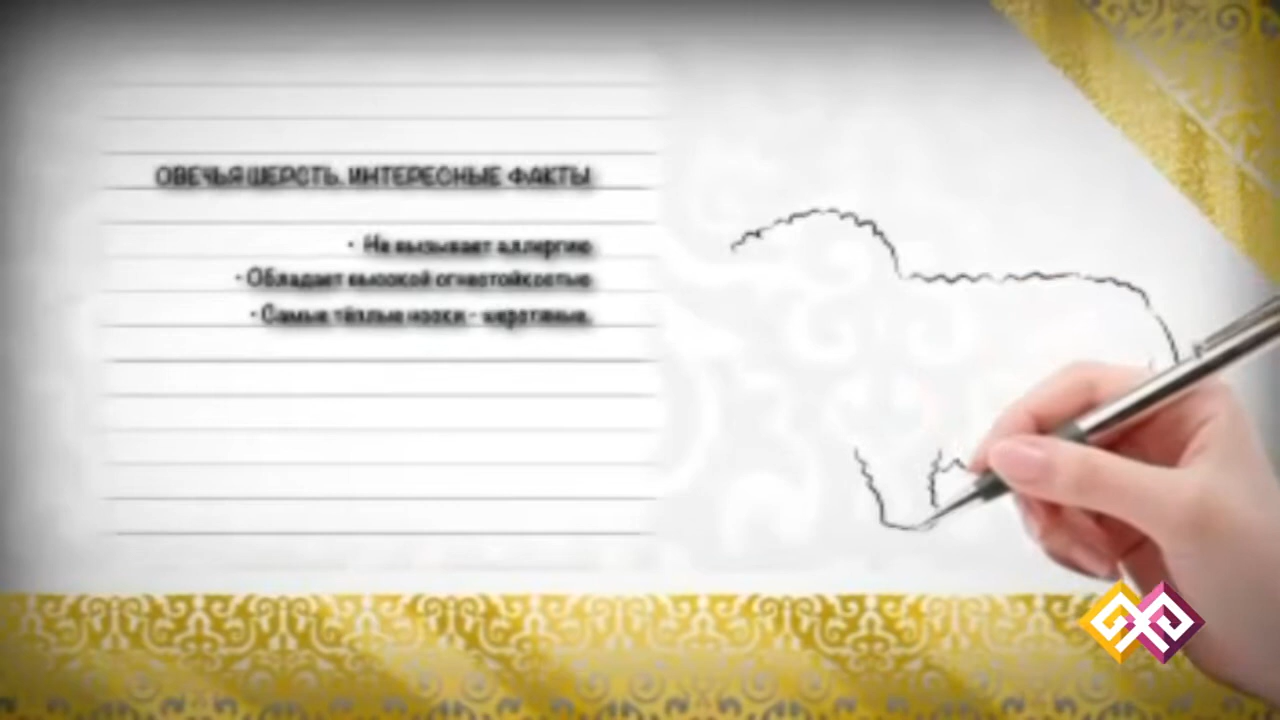 ОВЕЧЬЯ ШЕРСТЬ. ИНТЕРЕСНЫЕ ФАКТЫ
· Не вызывает аллергию
· Обладает высокой огнестойкостью
· Самые тёплые носки - шерстяные.